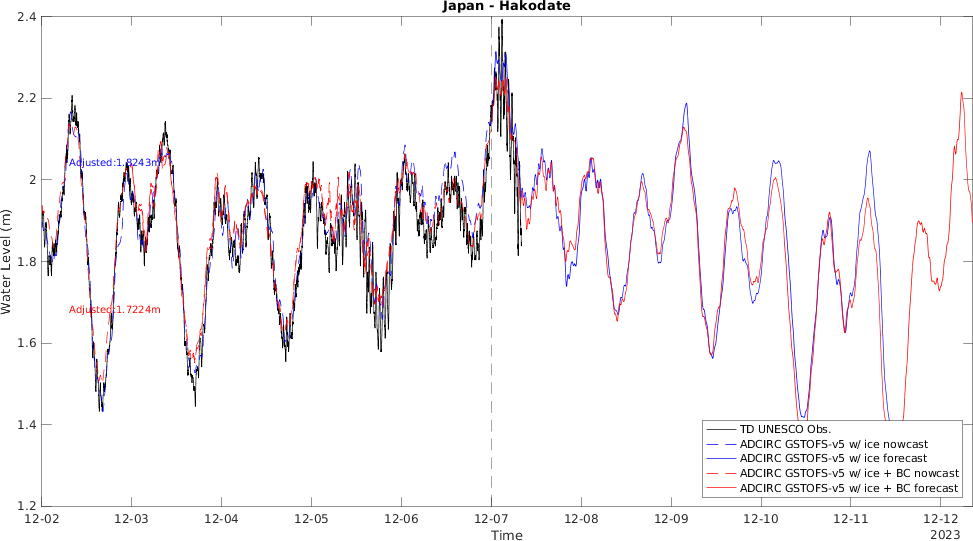 Japan - Hakodate
2.4
2.2
2
1.8
1.6
1.4
1.2
Water Level (m)
Adjusted:1.8243m
Adjusted:1.7224m
TD UNESCO Obs.
ADCIRC GSTOFS-v5 w/ ice nowcast
ADCIRC GSTOFS-v5 w/ ice forecast
ADCIRC GSTOFS-v5 w/ ice + BC nowcast
ADCIRC GSTOFS-v5 w/ ice + BC forecast
12-02 12-03 12-04 12-05 12-06 12-07 12-08 12-09 12-10 12-11 12-12
2023
Time